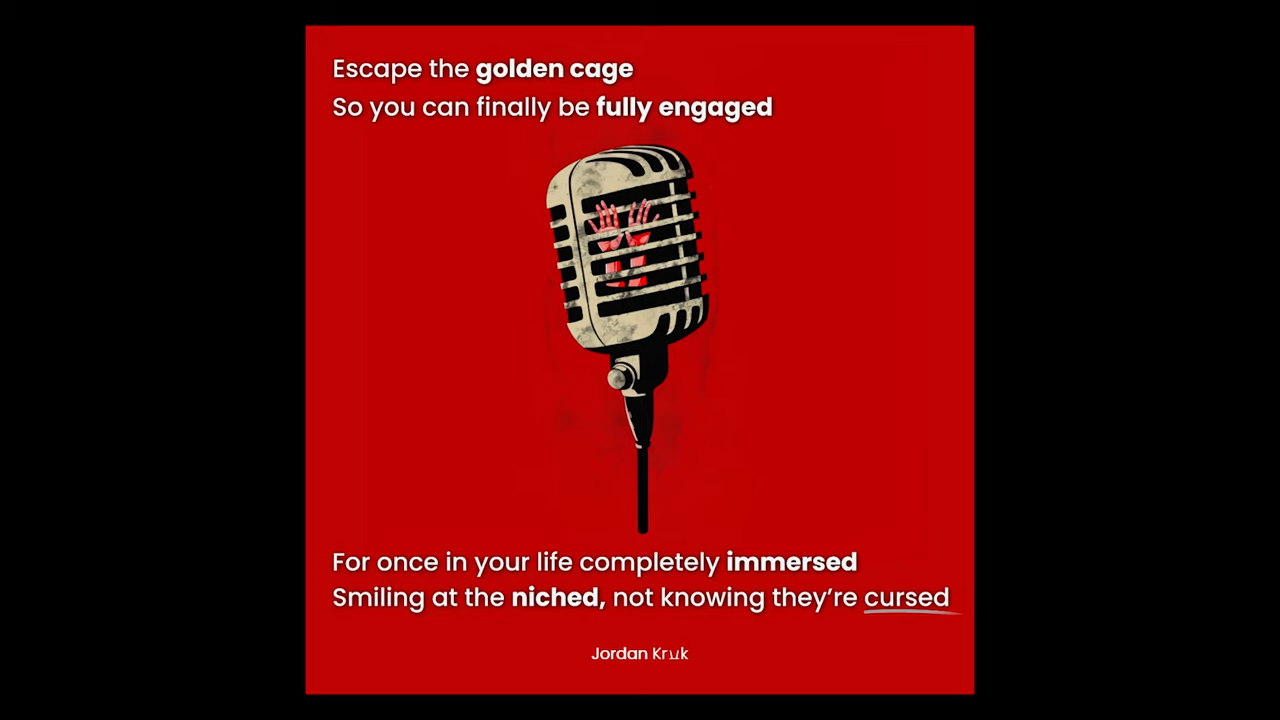 Escape the golden cage
So you can finally be fully engaged
For once in your life completely immersed
Smiling at the niched, not knowing they’re cursed
Jordan Kruk